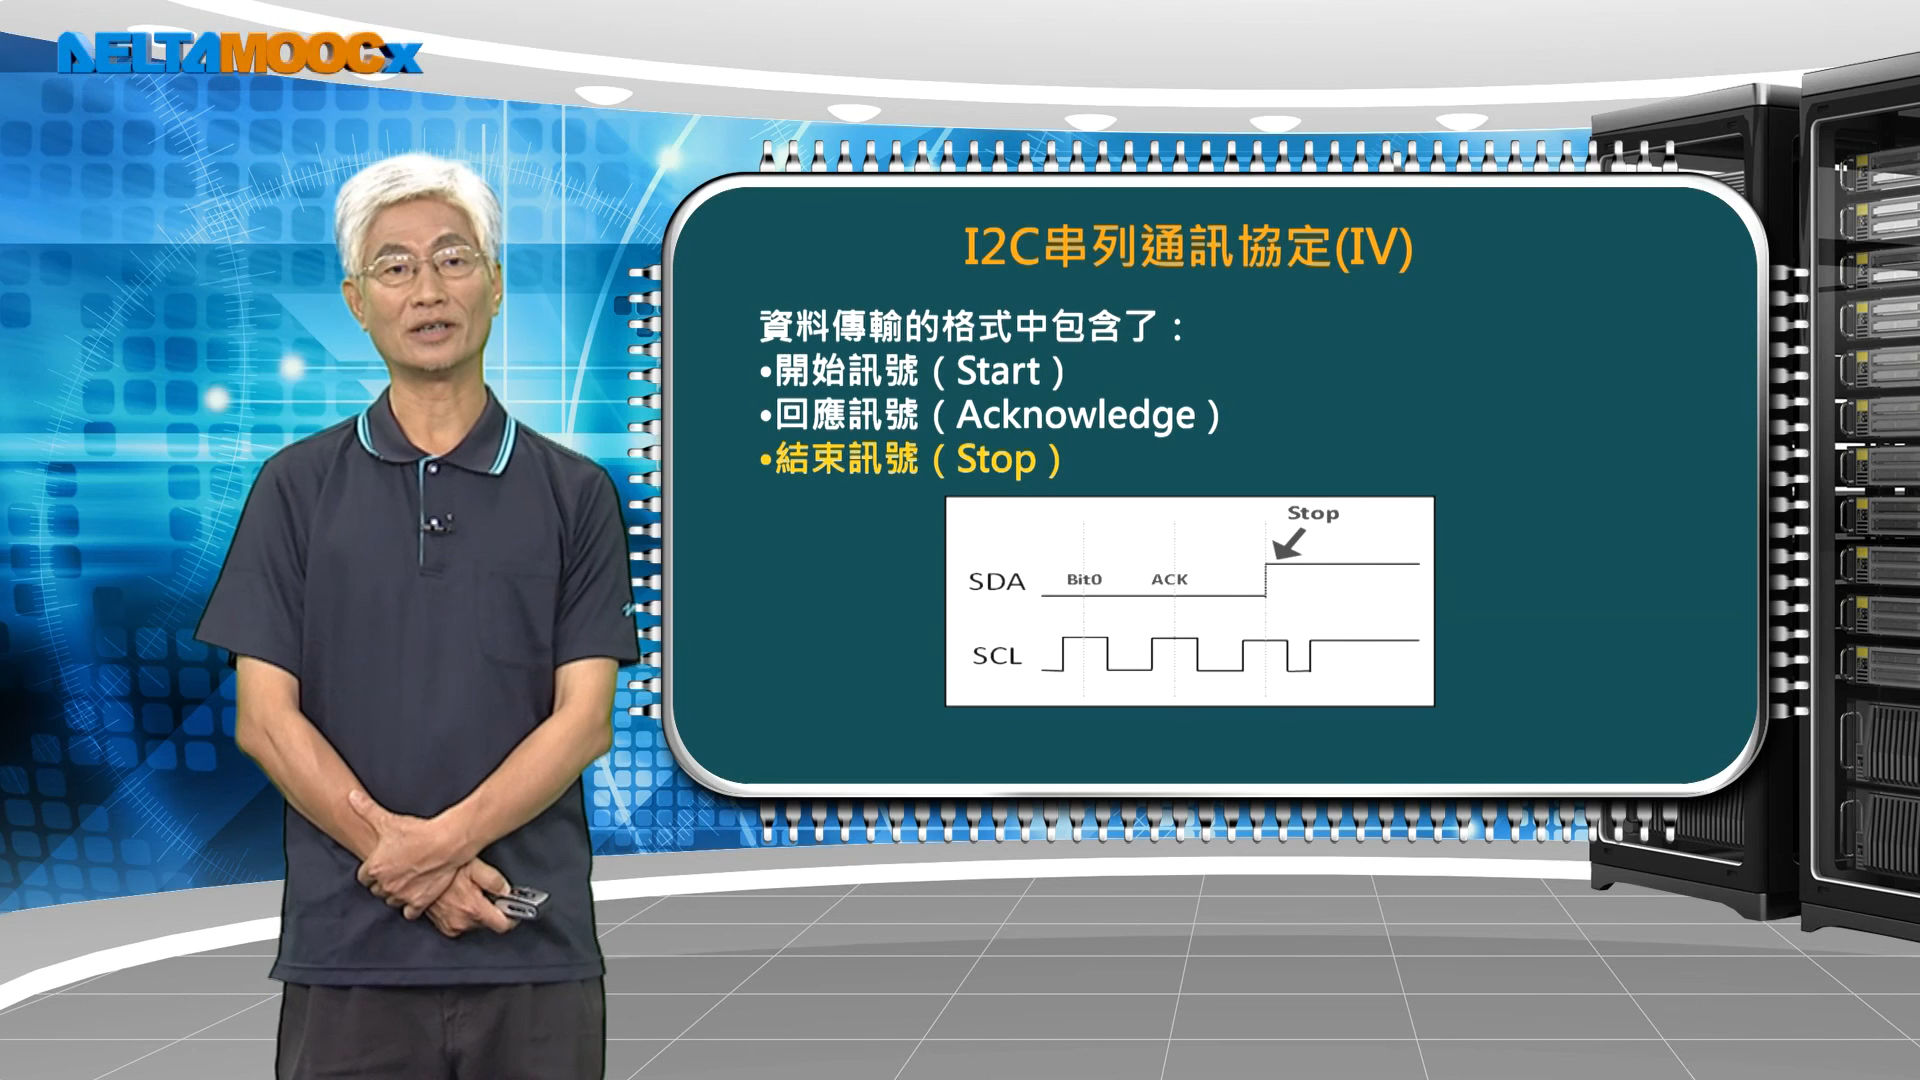 DELTAMOOCx
I2C串列通訊協定(IV)
資料傳輸的格式中包含了：
•開始訊號（Start）
•回應訊號（Acknowledge）
•結束訊號（Stop）
Stop
SDA
Bit0
ACK
SCL